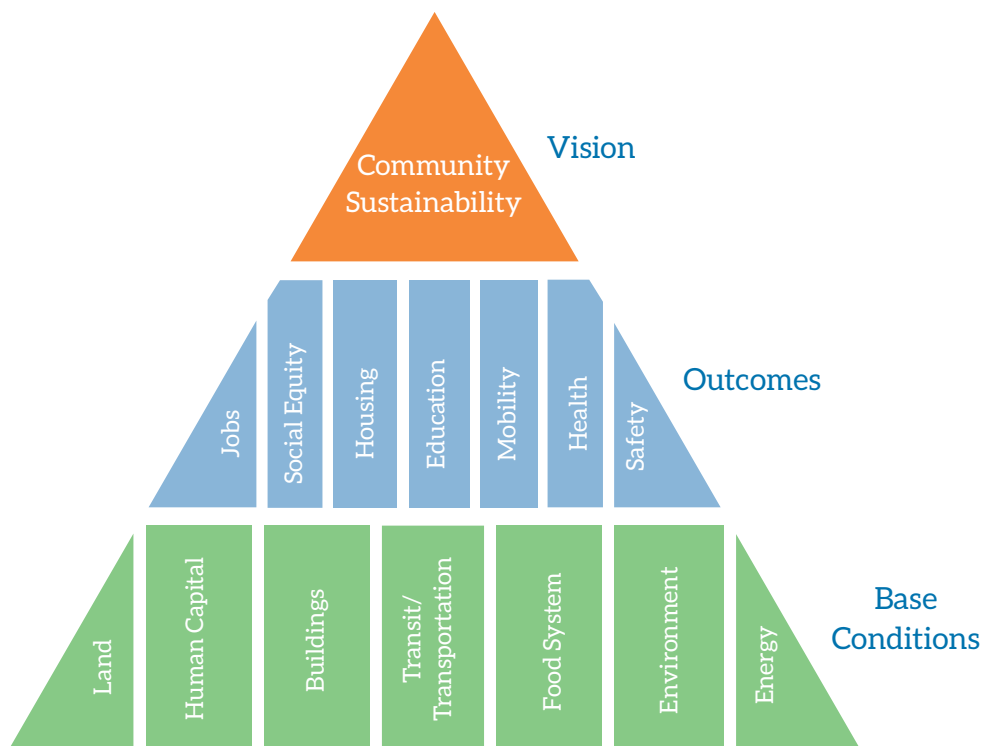 Community
Sustainability
Vision
Jobs
Social Equity
Housing
Education
Mobility
Health
Safety
Outcomes
Land
Human Capital
Buildings
Transit/
Transportation
Food System
Environment
Energy
Base
Conditions